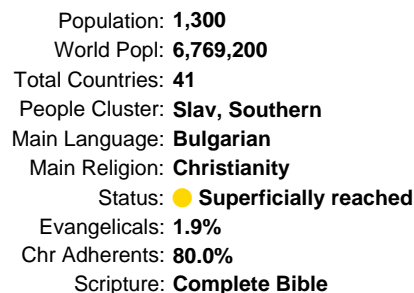 Population: 1,300
World Popl: 6,769,200
Total Countries: 41
People Cluster: Slav, Southern
Main Language: Bulgarian
Main Religion: Christianity
Status: Superficially reached
Evangelicals: 1.9%
Chr Adherents: 80.0%
Scripture: Complete Bible